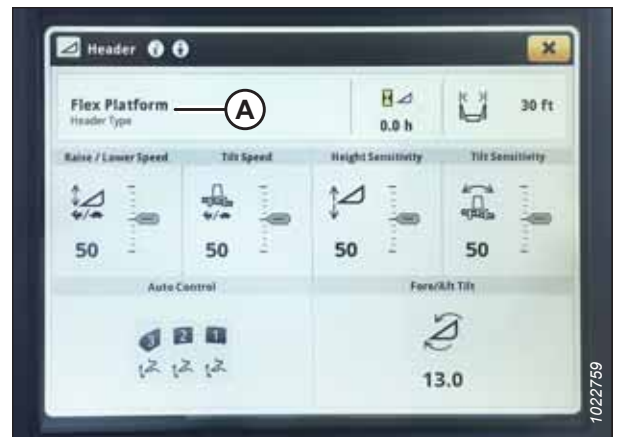 Header i i
Flex Platform
Header Type
A
0.0 h
30 ft
Raise / Lower Speed
Tilt Speed
Height Sensitivity
Tilt Sensitivity
50
50
50
50
Auto Control
Fore/Aft Tilt
3 2 1
13.0
1022759